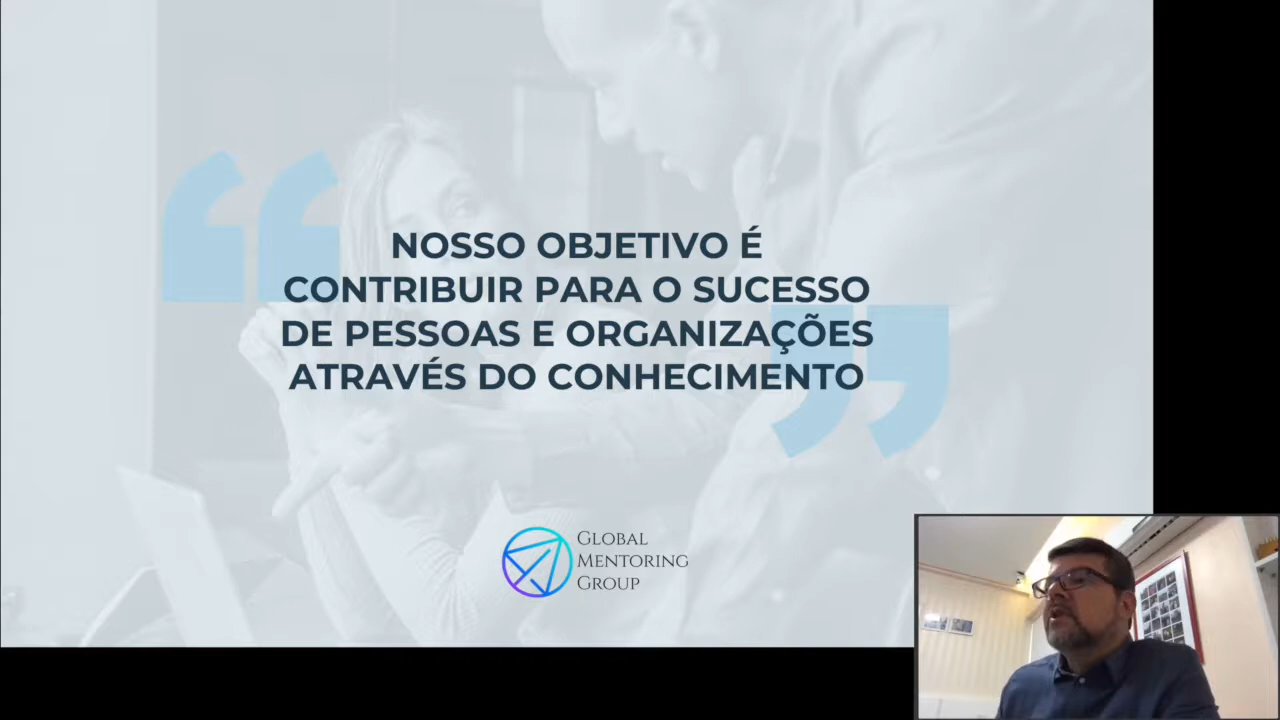 NOSSO OBJETIVO É
CONTRIBUIR PARA O SUCESSO
DE PESSOAS E ORGANIZAÇÕES
ATRAVÉS DO CONHECIMENTO
GLOBAL
MENTORING
GROUP